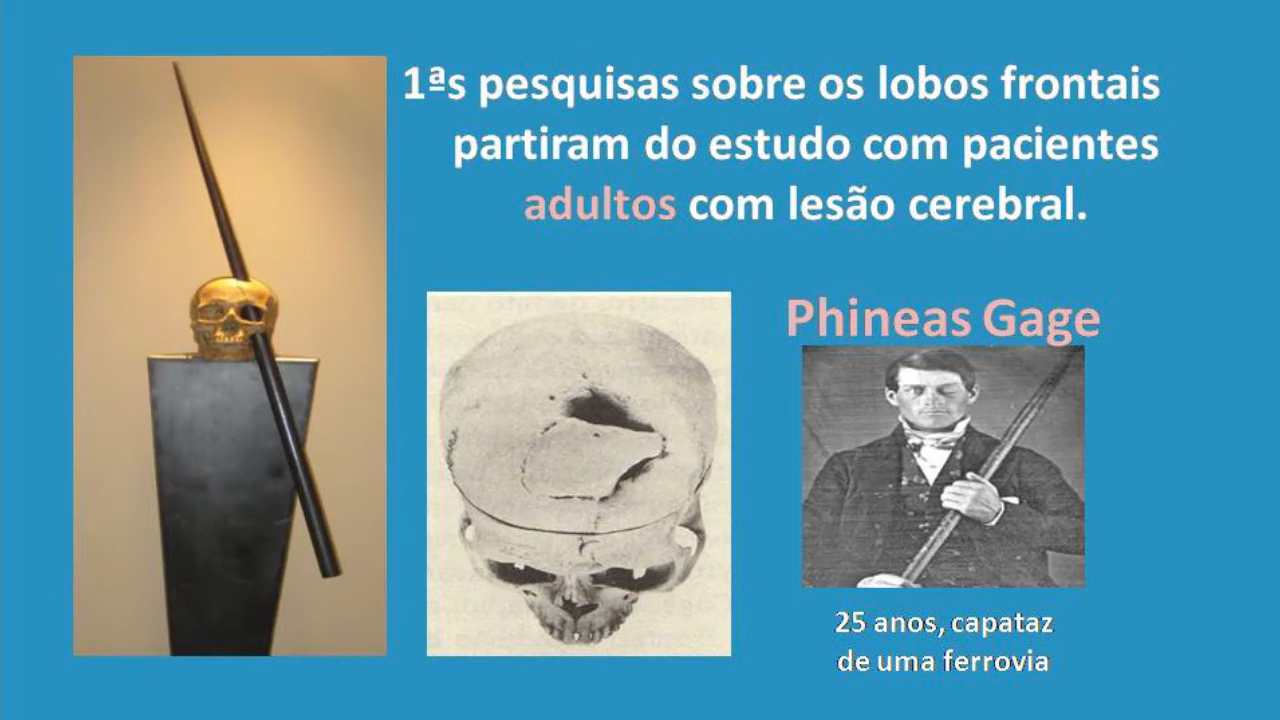 1ªs pesquisas sobre os lobos frontais
partiram do estudo com pacientes
adultos com lesão cerebral.
Phineas Gage
25 anos, capataz
de uma ferrovia